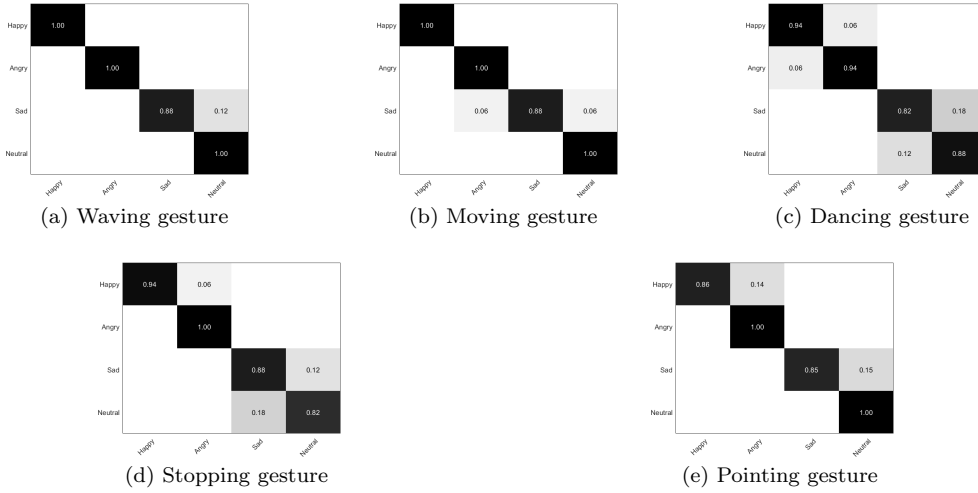 Happy 1.00
Angry 1.00
Sad 0.88 0.12
Neutral 1.00
Happy Angry Sad Neutral
(a) Waving gesture
Happy 1.00
Angry 1.00
Sad 0.06 0.88 0.06
Neutral 1.00
Happy Angry Sad Neutral
(b) Moving gesture
Happy 0.94 0.06
Angry 0.06 0.94
Sad 0.82 0.18
Neutral 0.12 0.88
Happy Angry Sad Neutral
(c) Dancing gesture
Happy 0.94 0.06
Angry 1.00
Sad 0.88 0.12
Neutral 0.18 0.82
Happy Angry Sad Neutral
(d) Stopping gesture
Happy 0.86 0.14
Angry 1.00
Sad 0.85 0.15
Neutral 1.00
Happy Angry Sad Neutral
(e) Pointing gesture